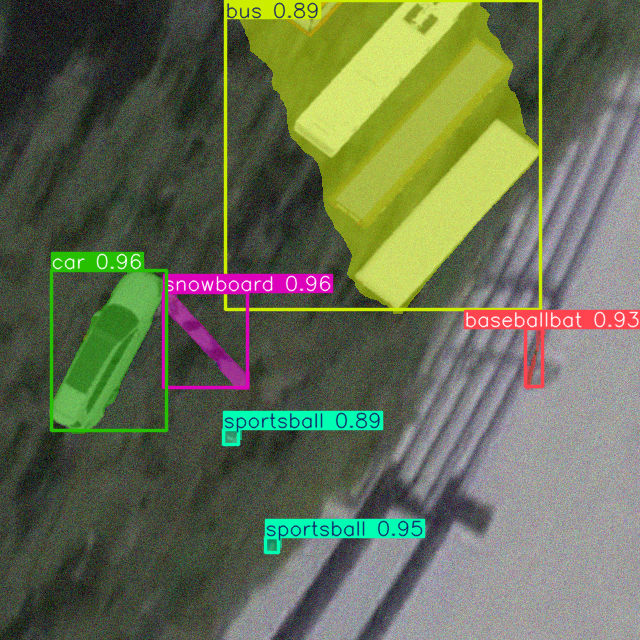 bus 0.89
car 0.96
snowboard 0.96
baseballbat 0.93
sportsball 0.89
sportsball 0.95